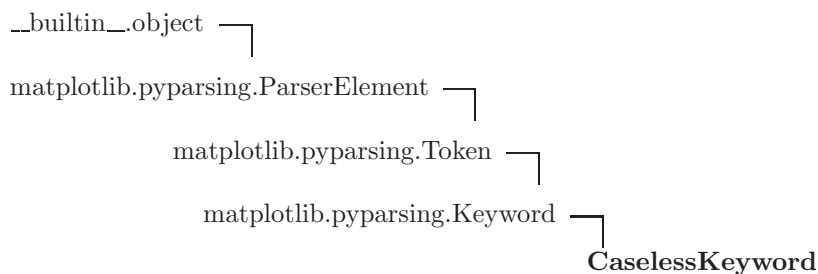 __builtin__.object
matplotlib.pyparsing.ParserElement
matplotlib.pyparsing.Token
matplotlib.pyparsing.Keyword
CaselessKeyword